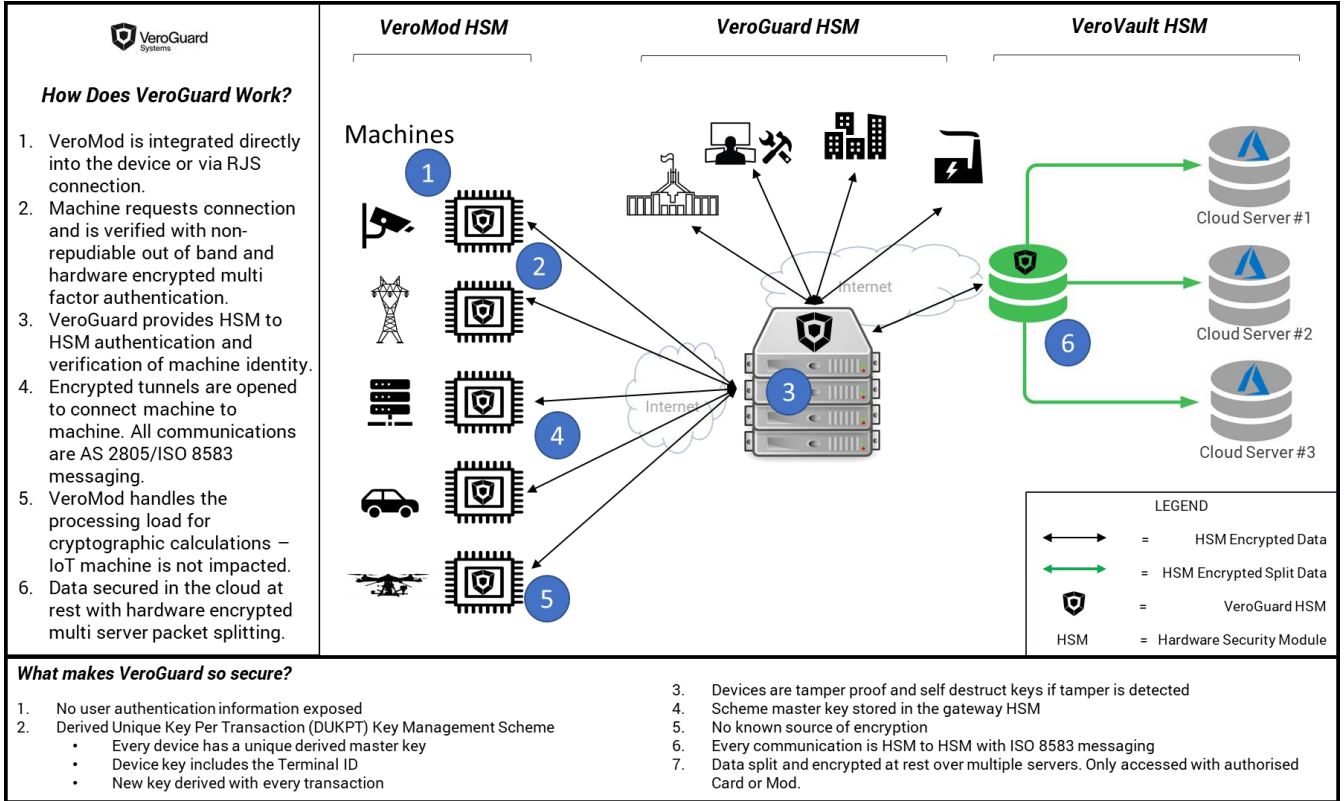 VeroGuard
Systems
How Does VeroGuard Work?
1. VeroMod is integrated directly
into the device or via RJS
connection.
2. Machine requests connection
and is verified with non-
repudiable out of band and
hardware encrypted multi
factor authentication.
3. VeroGuard provides HSM to
HSM authentication and
verification of machine identity.
4. Encrypted tunnels are opened
to connect machine to
machine. All communications
are AS 2805/ISO 8583
messaging.
5. VeroMod handles the
processing load for
cryptographic calculations –
IoT machine is not impacted.
6. Data secured in the cloud at
rest with hardware encrypted
multi server packet splitting.
VeroMod HSM
VeroGuard HSM
VeroVault HSM
Machines
1
2
3
4
5
6
Internet
Internet
Cloud Server #1
Cloud Server #2
Cloud Server #3
LEGEND
= HSM Encrypted Data
= HSM Encrypted Split Data
= VeroGuard HSM
HSM = Hardware Security Module
What makes VeroGuard so secure?
1. No user authentication information exposed
2. Derived Unique Key Per Transaction (DUKPT) Key Management Scheme
• Every device has a unique derived master key
• Device key includes the Terminal ID
• New key derived with every transaction
3. Devices are tamper proof and self destruct keys if tamper is detected
4. Scheme master key stored in the gateway HSM
5. No known source of encryption
6. Every communication is HSM to HSM with ISO 8583 messaging
7. Data split and encrypted at rest over multiple servers. Only accessed with authorised
Card or Mod.